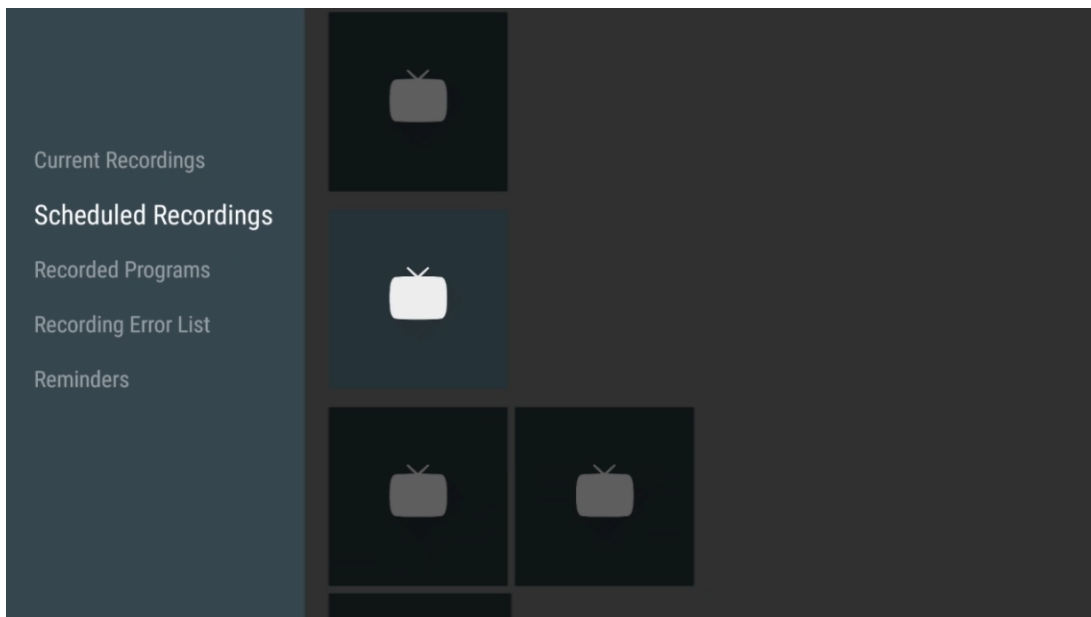 Current Recordings
Scheduled Recordings
Recorded Programs
Recording Error List
Reminders